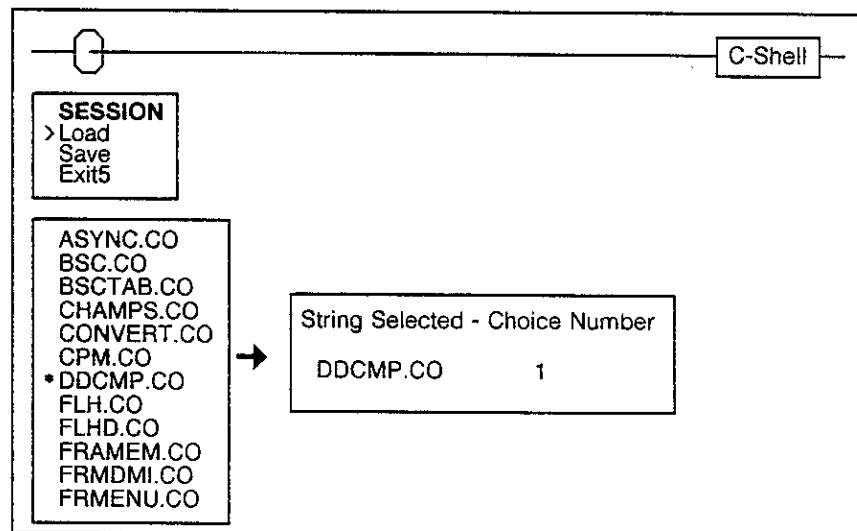 C-Shell
SESSION
>Load
Save
Exit5
ASYNC.CO
BSC.CO
BSCTAB.CO
CHAMPS.CO
CONVERT.CO
CPM.CO
*DDCMP.CO
FLH.CO
FLHD.CO
FRAMEM.CO
FRMDMI.CO
FRMENU.CO
String Selected - Choice Number
DDCMP.CO 1